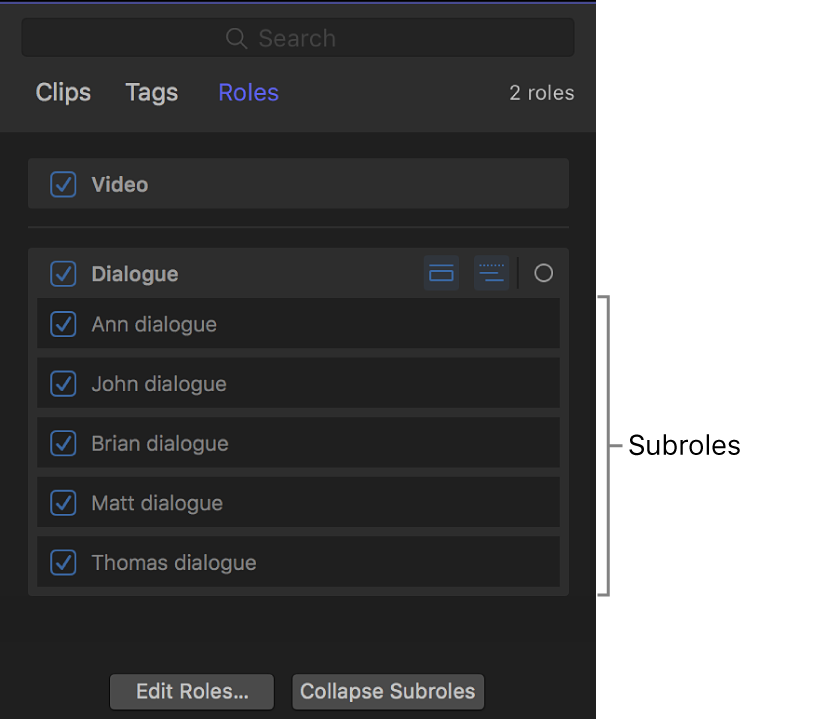 Search
Clips Tags Roles 2 roles
Video
Dialogue
Ann dialogue
John dialogue
Brian dialogue
Subroles
Matt dialogue
Thomas dialogue
Edit Roles... Collapse Subroles